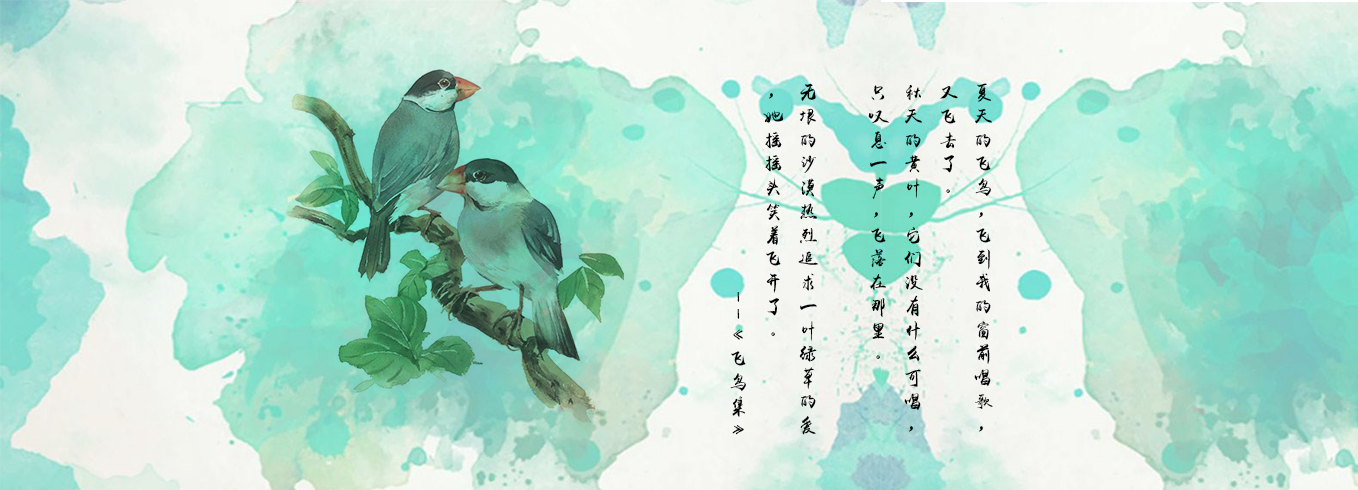 夏天的飞鸟，飞到我的窗前唱歌，
又飞去了。
秋天的黄叶，它们没有什么可唱，
只叹息一声，飞落在那里。
无垠的沙漠热烈追求一叶绿草的爱
，她摇摇头笑着飞开了。
——《飞鸟集》